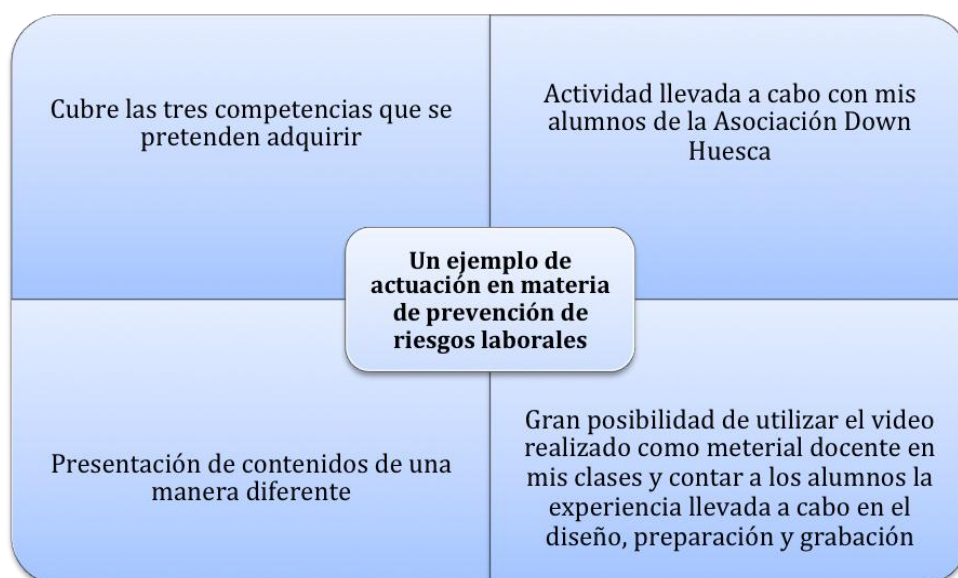 Cubre las tres competencias que se
pretenden adquirir
Actividad llevada a cabo con mis
alumnos de la Asociación Down
Huesca
Un ejemplo de
actuación en materia
de prevención de
riesgos laborales
Presentación de contenidos de una
manera diferente
Gran posibilidad de utilizar el video
realizado como meterial docente en
mis clases y contar a los alumnos la
experiencia llevada a cabo en el
diseño, preparación y grabación